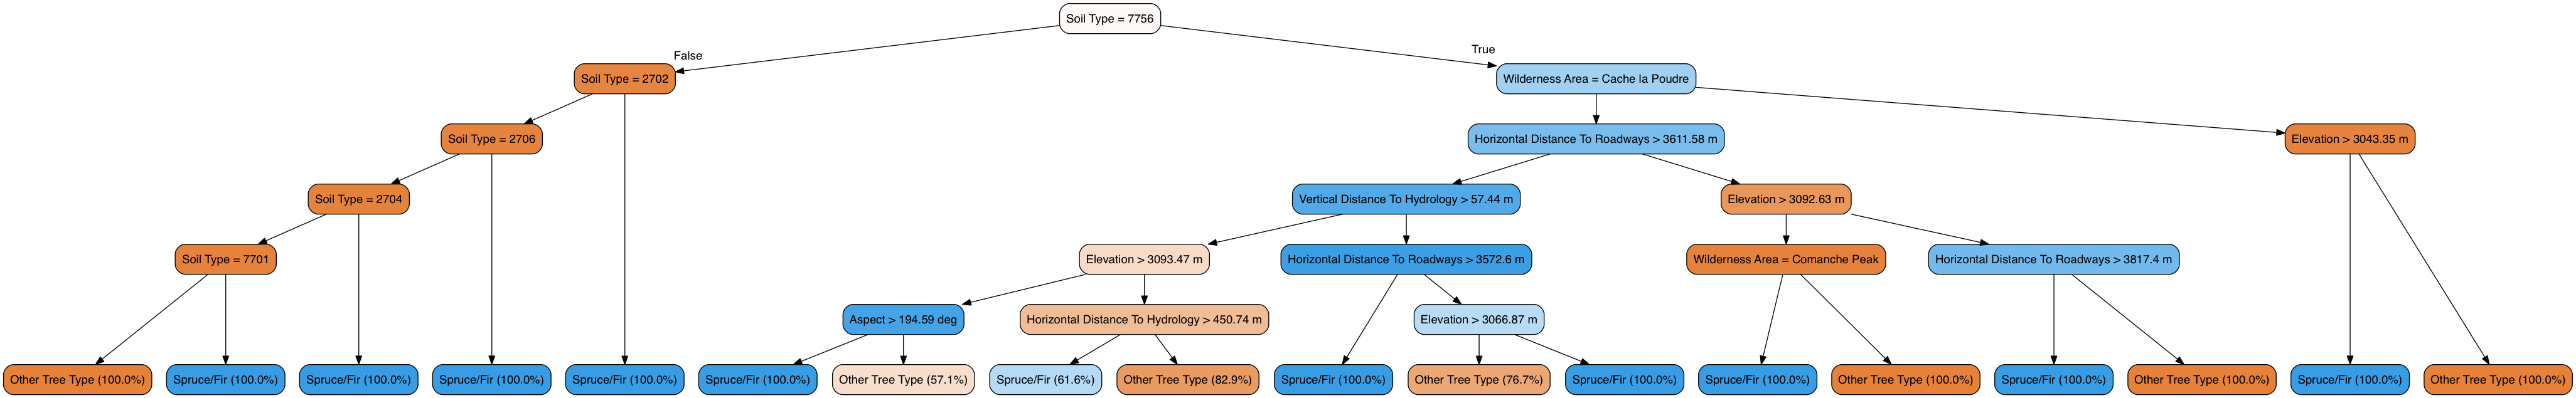 Soil Type = 7756
False
True
Soil Type = 2702
Wilderness Area = Cache la Poudre
Soil Type = 2706
Horizontal Distance To Roadways > 3611.58 m
Elevation > 3043.35 m
Soil Type = 2704
Vertical Distance To Hydrology > 57.44 m
Elevation > 3092.63 m
Soil Type = 7701
Elevation > 3093.47 m
Horizontal Distance To Roadways > 3572.6 m
Wilderness Area = Comanche Peak
Horizontal Distance To Roadways > 3817.4 m
Aspect > 194.59 deg
Horizontal Distance To Hydrology > 450.74 m
Elevation > 3066.87 m
Other Tree Type (100.0%)
Spruce/Fir (100.0%)
Spruce/Fir (100.0%)
Spruce/Fir (100.0%)
Spruce/Fir (100.0%)
Spruce/Fir (100.0%)
Other Tree Type (57.1%)
Spruce/Fir (61.6%)
Other Tree Type (82.9%)
Spruce/Fir (100.0%)
Other Tree Type (76.7%)
Spruce/Fir (100.0%)
Spruce/Fir (100.0%)
Other Tree Type (100.0%)
Spruce/Fir (100.0%)
Other Tree Type (100.0%)
Spruce/Fir (100.0%)
Other Tree Type (100.0%)